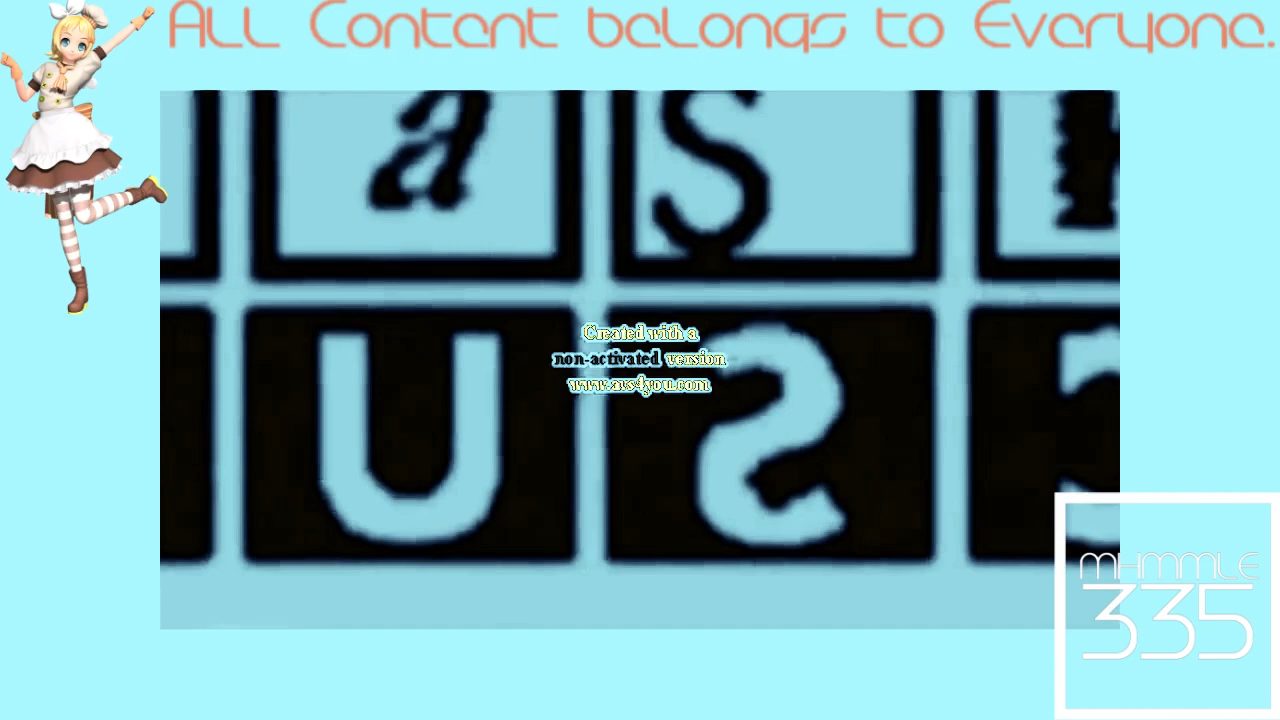 ALL Content belongs to Everyone.
a S
Created with a
non-activated version
www.avs4you.com
U S
MHMMLE
335